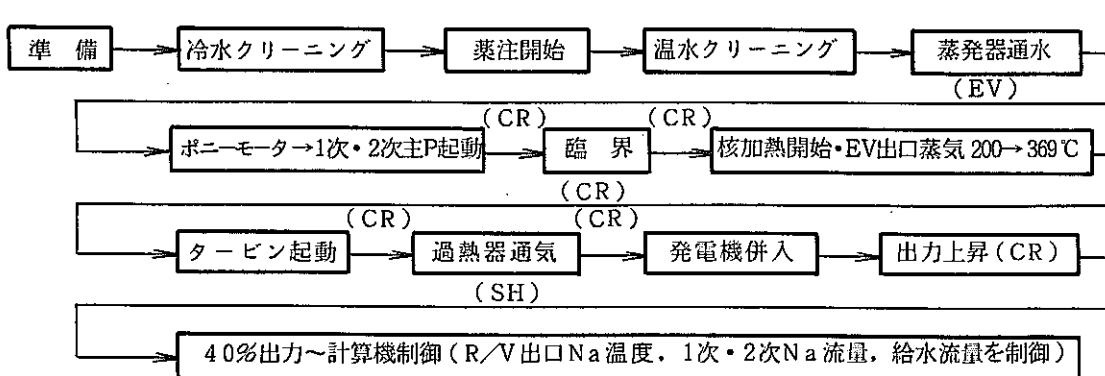 準備 冷水クリーニング 薬注開始 温水クリーニング 蒸発器通水
(EV)
(CR) (CR)
ポニーモータ→1次・2次主P起動 臨界 核加熱開始・EV出口蒸気 200→369℃
(CR)
(CR) (CR)
タービン起動 過熱器通気 発電機併入 出力上昇(CR)
(SH)
40%出力~計算機制御(R/V出口Na温度,1次・2次Na流量,給水流量を制御)